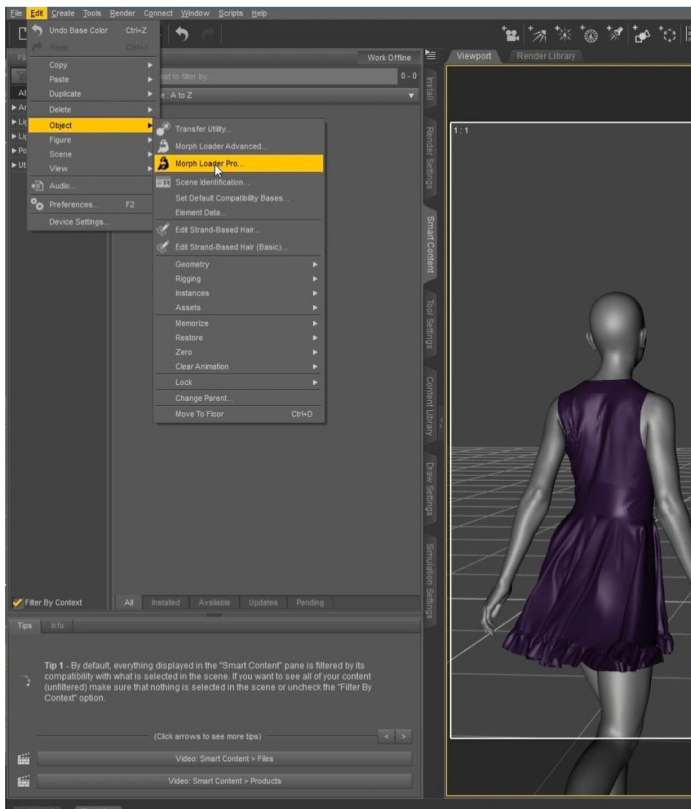 File Edit Create Tools Render Connect Window Scripts Help
Undo Base Color Ctrl+Z
Copy
Paste
Duplicate
Delete
Object
Figure
Scene
View
Audio...
Preferences... F2
Device Settings...
Work Offline
to filter by... 0 - 0
: A to Z
Transfer Utility...
Morph Loader Advanced...
Morph Loader Pro...
Scene Identification...
Set Default Compatibility Bases...
Element Data...
Edit Strand-Based Hair...
Edit Strand-Based Hair (Basic)...
Geometry
Rigging
Instances
Assets
Memorize
Restore
Zero
Clear Animation
Lock
Change Parent...
Move To Floor Ctrl+D
Install
Render Settings
Smart Content
Tool Settings
Content Library
Draw Settings
Simulation Settings
Viewport Render Library
1 : 1
Filter By Context
All Installed Available Updates Pending
Tips Info
Tip 1 - By default, everything displayed in the "Smart Content" pane is filtered by its
compatibility with what is selected in the scene. If you want to see all of your content
(unfiltered) make sure that nothing is selected in the scene or uncheck the "Filter By
Context" option.
(Click arrows to see more tips) < >
Video: Smart Content > Files
Video: Smart Content > Products